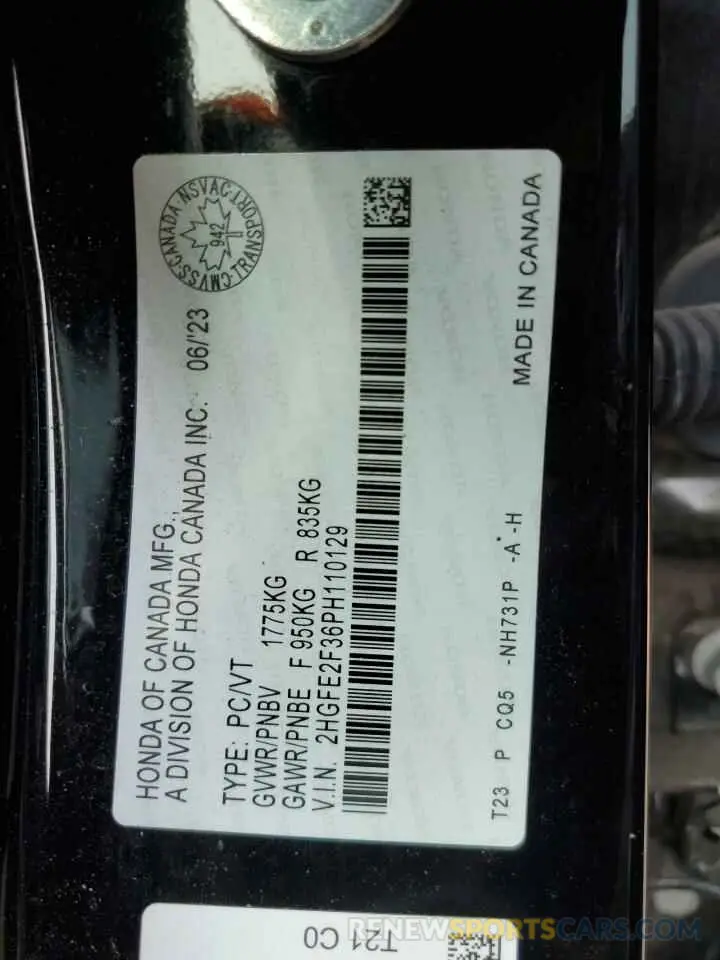 HONDA OF CANADA MFG.,
A DIVISION OF HONDA CANADA INC. 06/'23
CMVSS-CANADA-NSVAC-TRANSPORT-
942
TYPE: PC/VT
GVWR/PNBV 1775KG
GAWR/PNBE F 950KG R 835KG
V.I.N. 2HGFE2F36PH110129
T23 P CQ5 -NH731P -A* -H
MADE IN CANADA
T21 C0
RENEWSPORTSCARS.COM